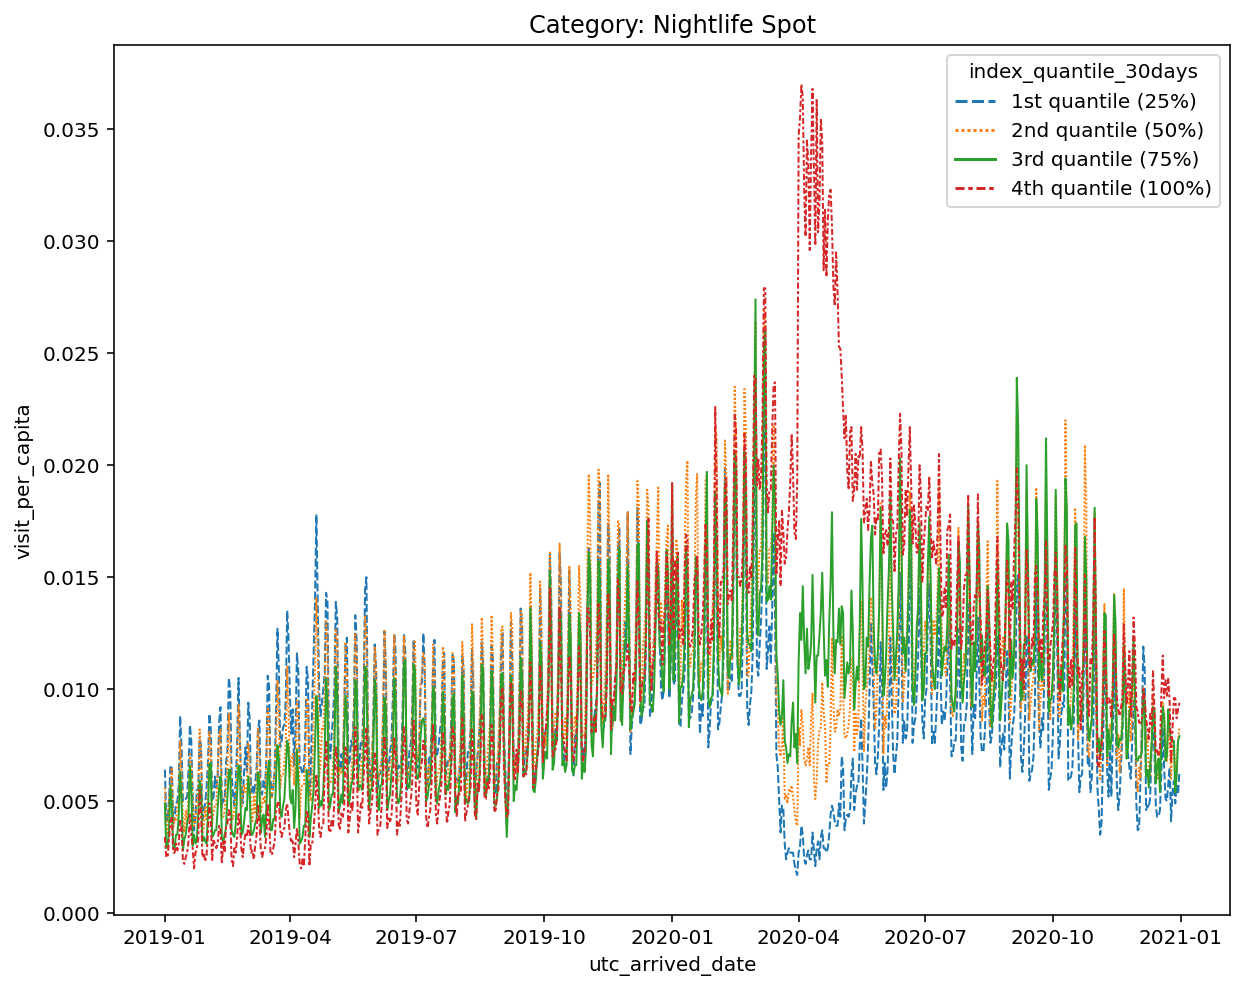 Category: Nightlife Spot
index_quantile_30days
1st quantile (25%)
2nd quantile (50%)
3rd quantile (75%)
4th quantile (100%)
visit_per_capita
0.035
0.030
0.025
0.020
0.015
0.010
0.005
0.000
2019-01 2019-04 2019-07 2019-10 2020-01 2020-04 2020-07 2020-10 2021-01
utc_arrived_date